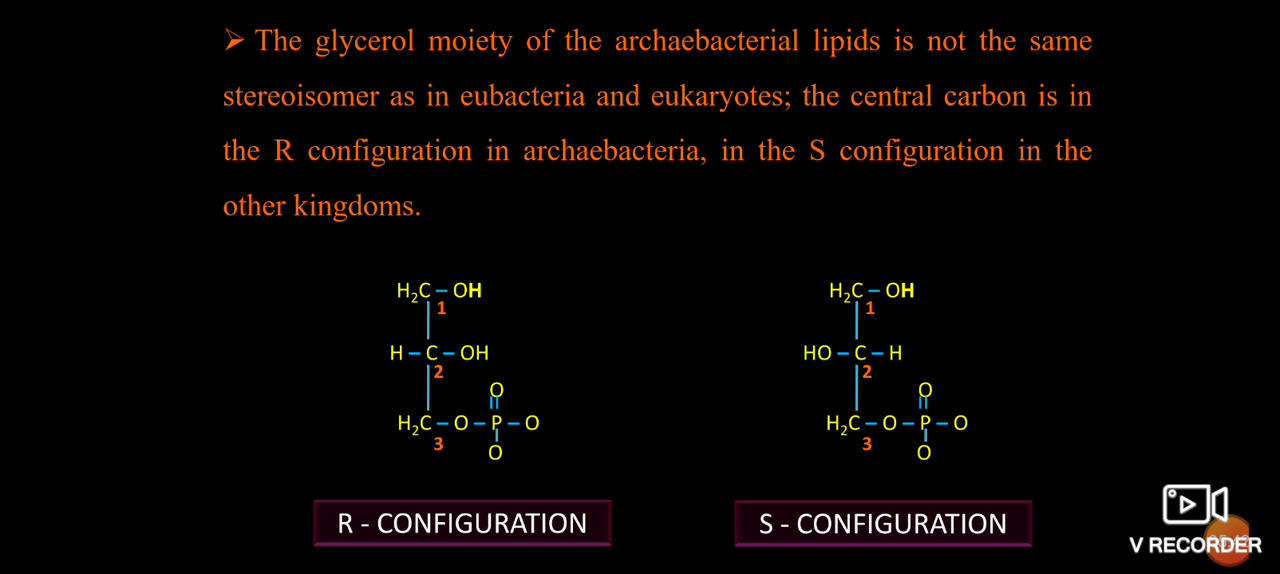 ➤ The glycerol moiety of the archaebacterial lipids is not the same
stereoisomer as in eubacteria and eukaryotes; the central carbon is in
the R configuration in archaebacteria, in the S configuration in the
other kingdoms.
H₂C – OH H₂C – OH
1 1
H – C – OH HO – C – H
2 2
O O
H₂C – O – P – O H₂C – O – P – O
3 3
O O
R - CONFIGURATION S - CONFIGURATION
V RECORDER